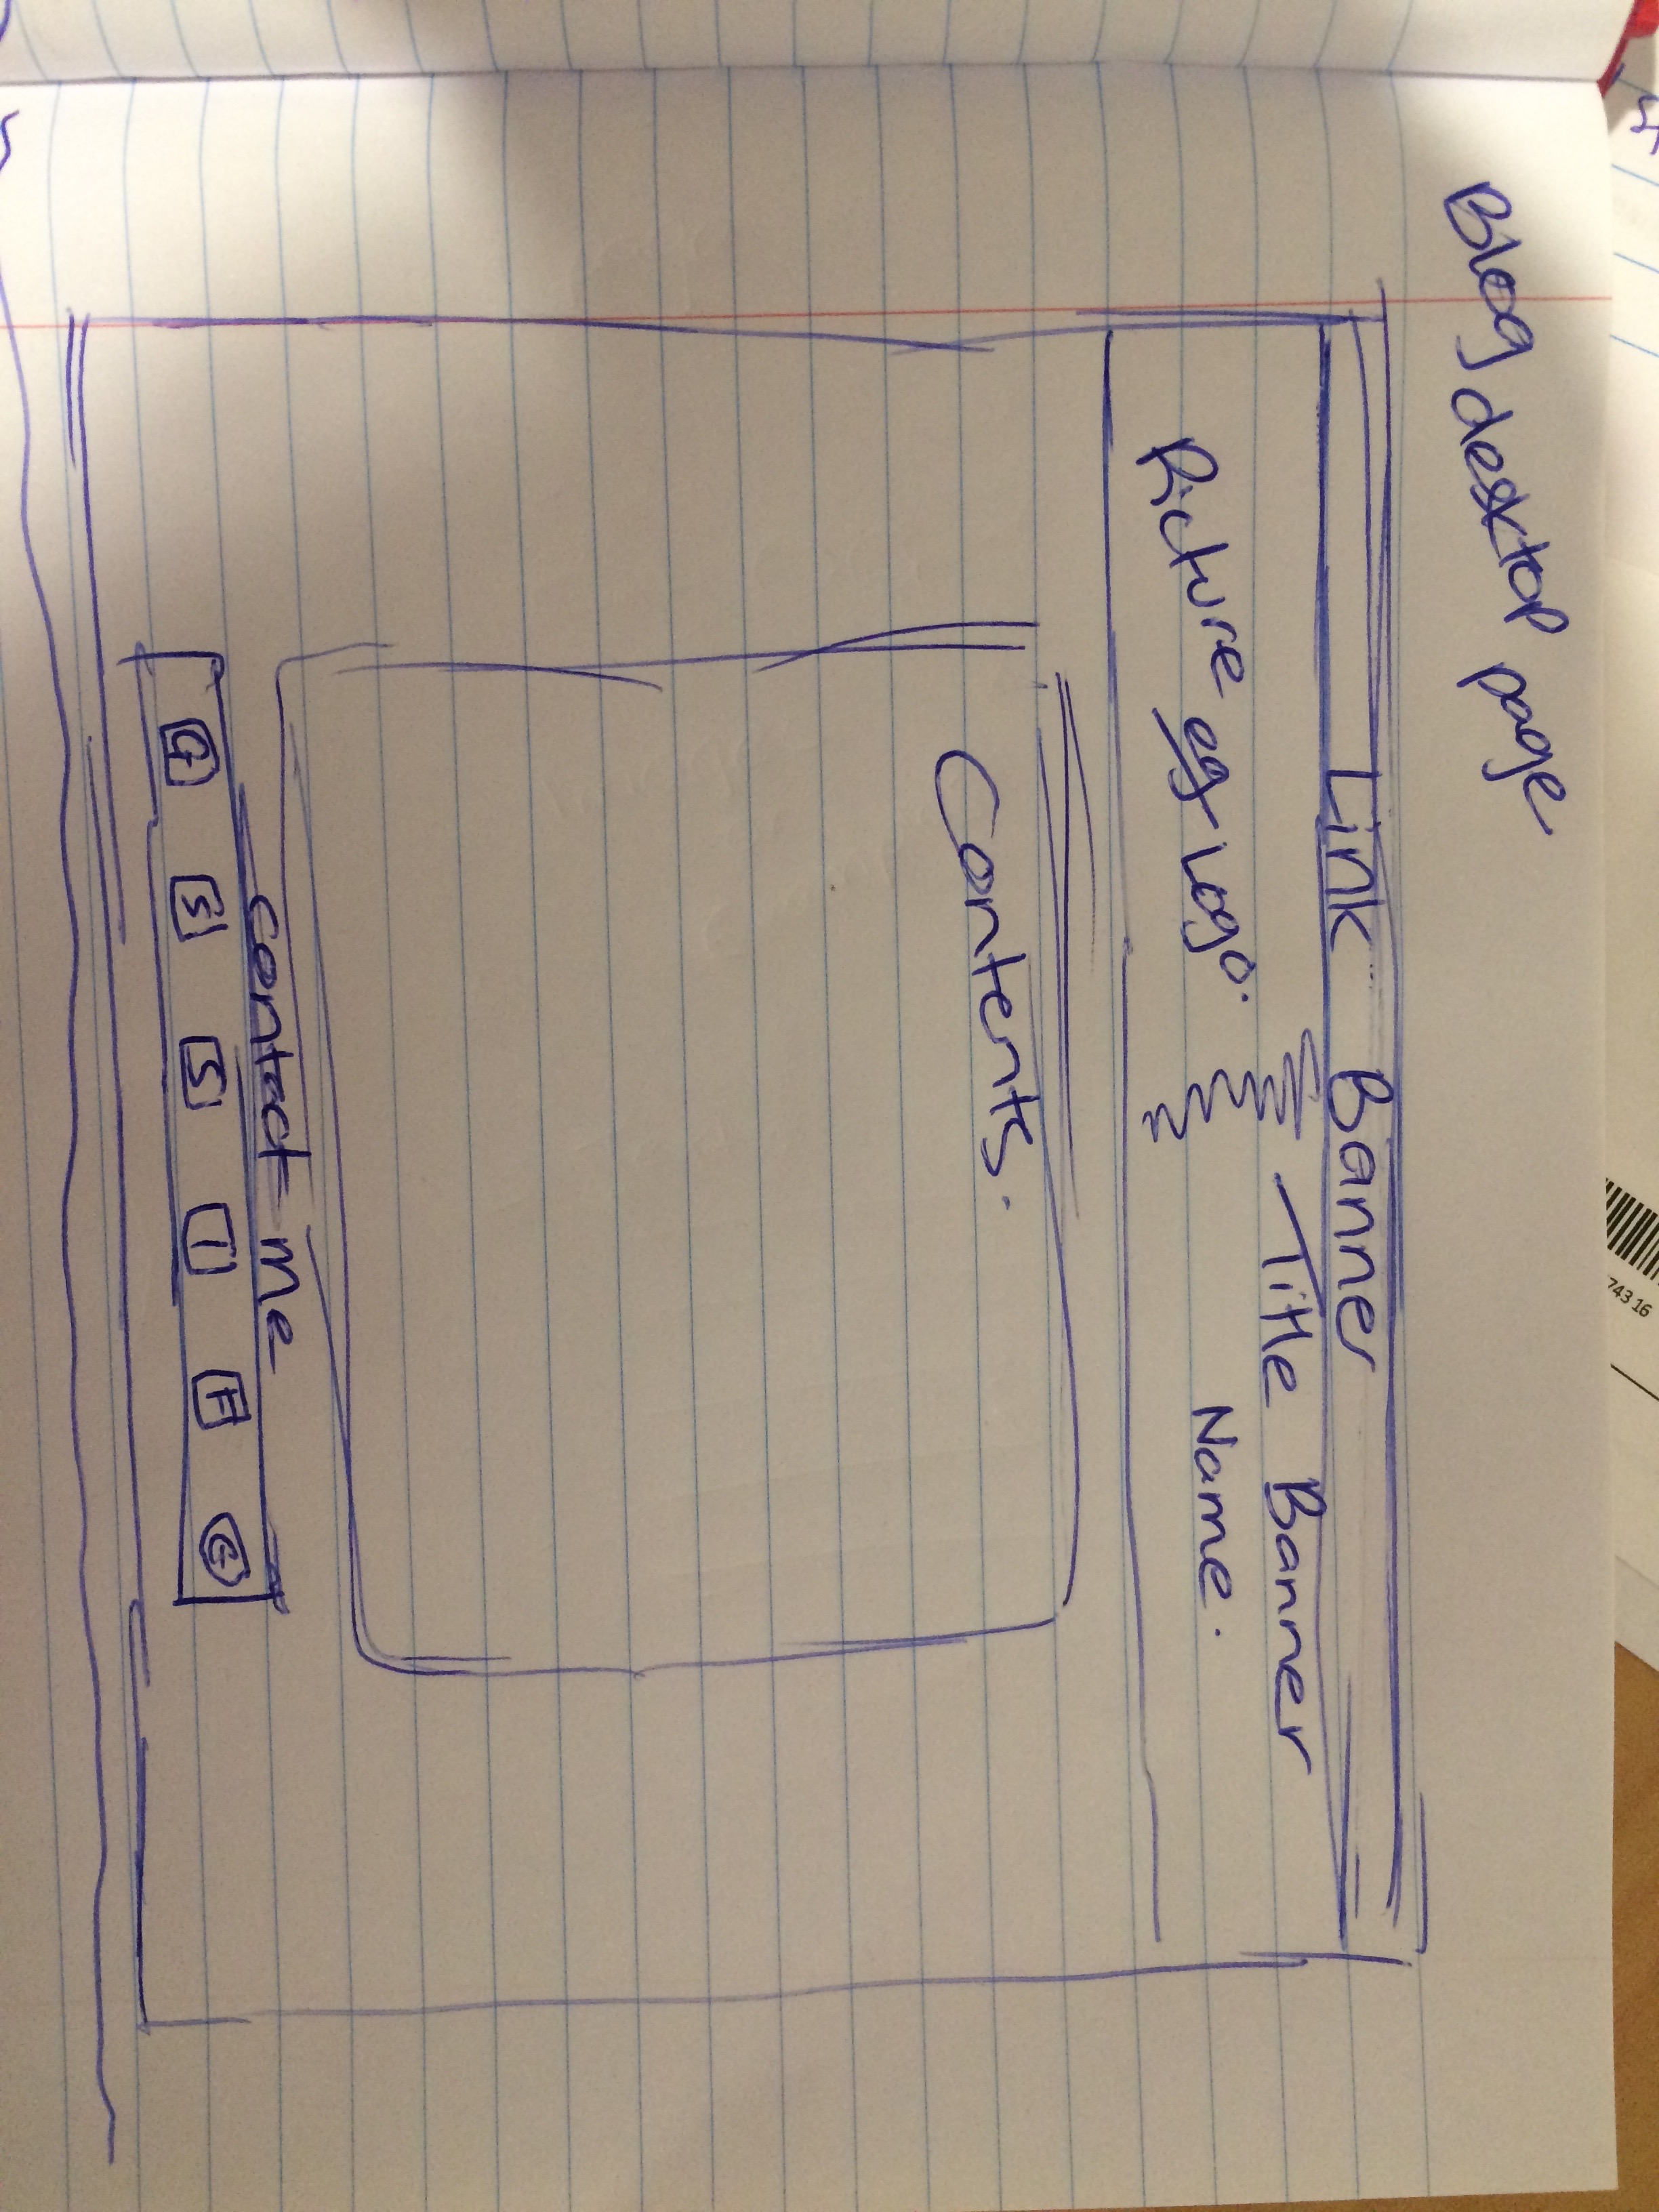 Blog desktop page
Link Banner
Title Banner
Picture eg Logo.
Name.
Contents.
Contact me
S
S
T
F
743 16